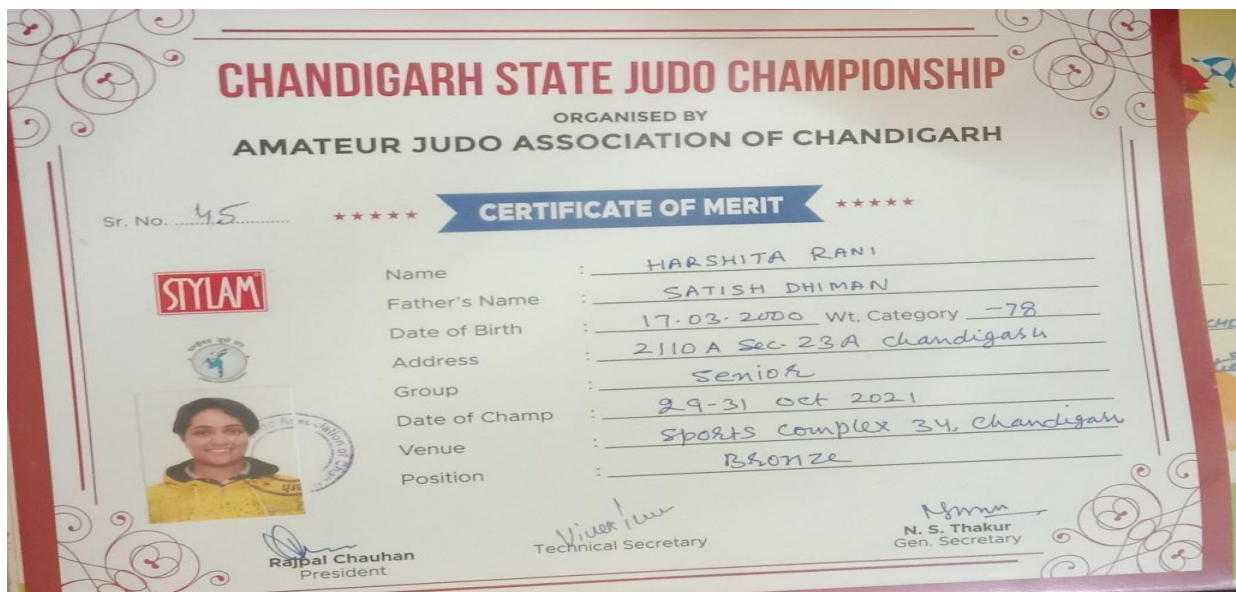 CHANDIGARH STATE JUDO CHAMPIONSHIP
ORGANISED BY
AMATEUR JUDO ASSOCIATION OF CHANDIGARH
Sr. No. 45
CERTIFICATE OF MERIT
STYLAM
Name : HARSHITA RANI
Father's Name : SATISH DHIMAN
Date of Birth : 17.03.2000 Wt. Category -78
Address : 2110 A Sec-23A Chandigarh
Group : Senior
Date of Champ : 29-31 Oct 2021
Venue : Sports complex 34, Chandigarh
Position : Bronze
Rajpal Chauhan
President
Technical Secretary
N. S. Thakur
Gen. Secretary